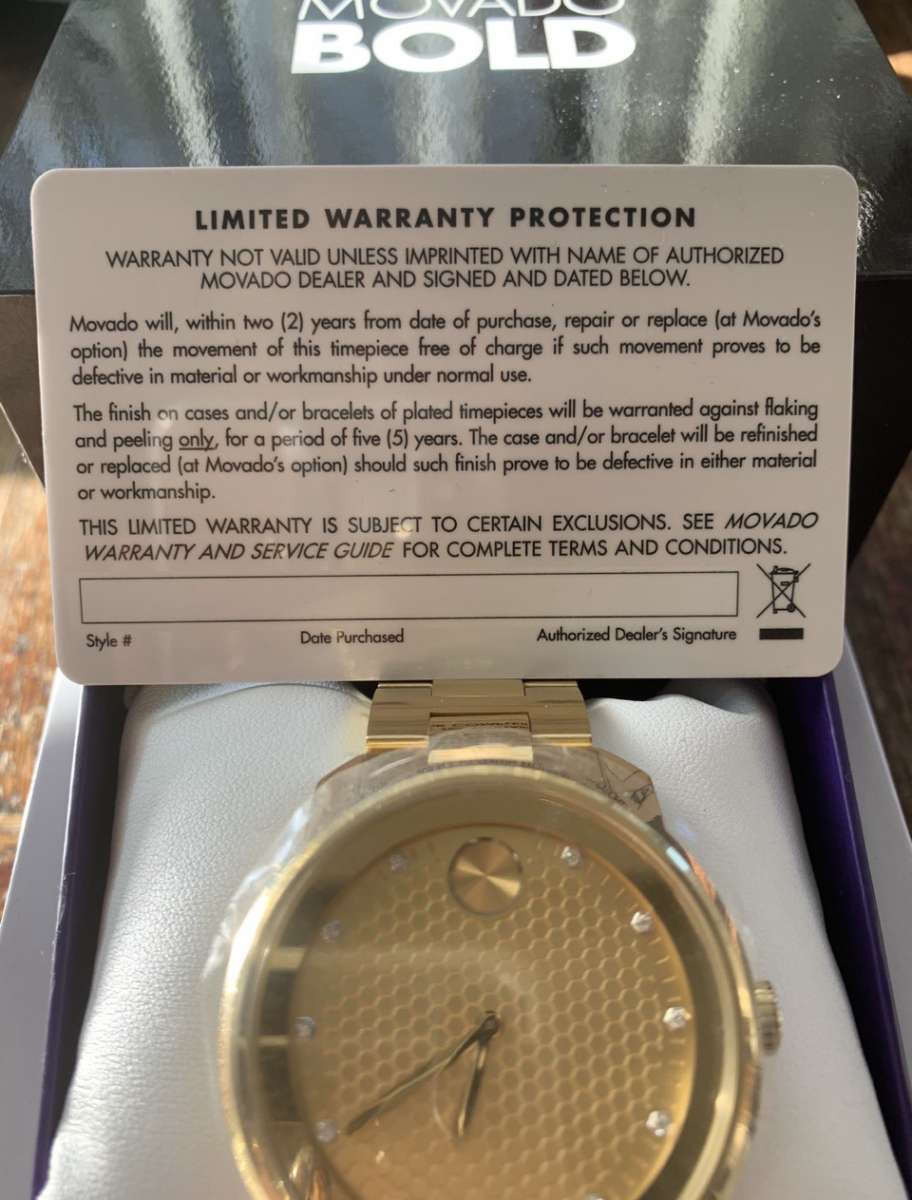 MOVADO
BOLD
LIMITED WARRANTY PROTECTION
WARRANTY NOT VALID UNLESS IMPRINTED WITH NAME OF AUTHORIZED
MOVADO DEALER AND SIGNED AND DATED BELOW.
Movado will, within two (2) years from date of purchase, repair or replace (at Movado's
option) the movement of this timepiece free of charge if such movement proves to be
defective in material or workmanship under normal use.
The finish on cases and/or bracelets of plated timepieces will be warranted against flaking
and peeling only, for a period of five (5) years. The case and/or bracelet will be refinished
or replaced (at Movado's option) should such finish prove to be defective in either material
or workmanship.
THIS LIMITED WARRANTY IS SUBJECT TO CERTAIN EXCLUSIONS. SEE MOVADO
WARRANTY AND SERVICE GUIDE FOR COMPLETE TERMS AND CONDITIONS.
Style # Date Purchased Authorized Dealer's Signature